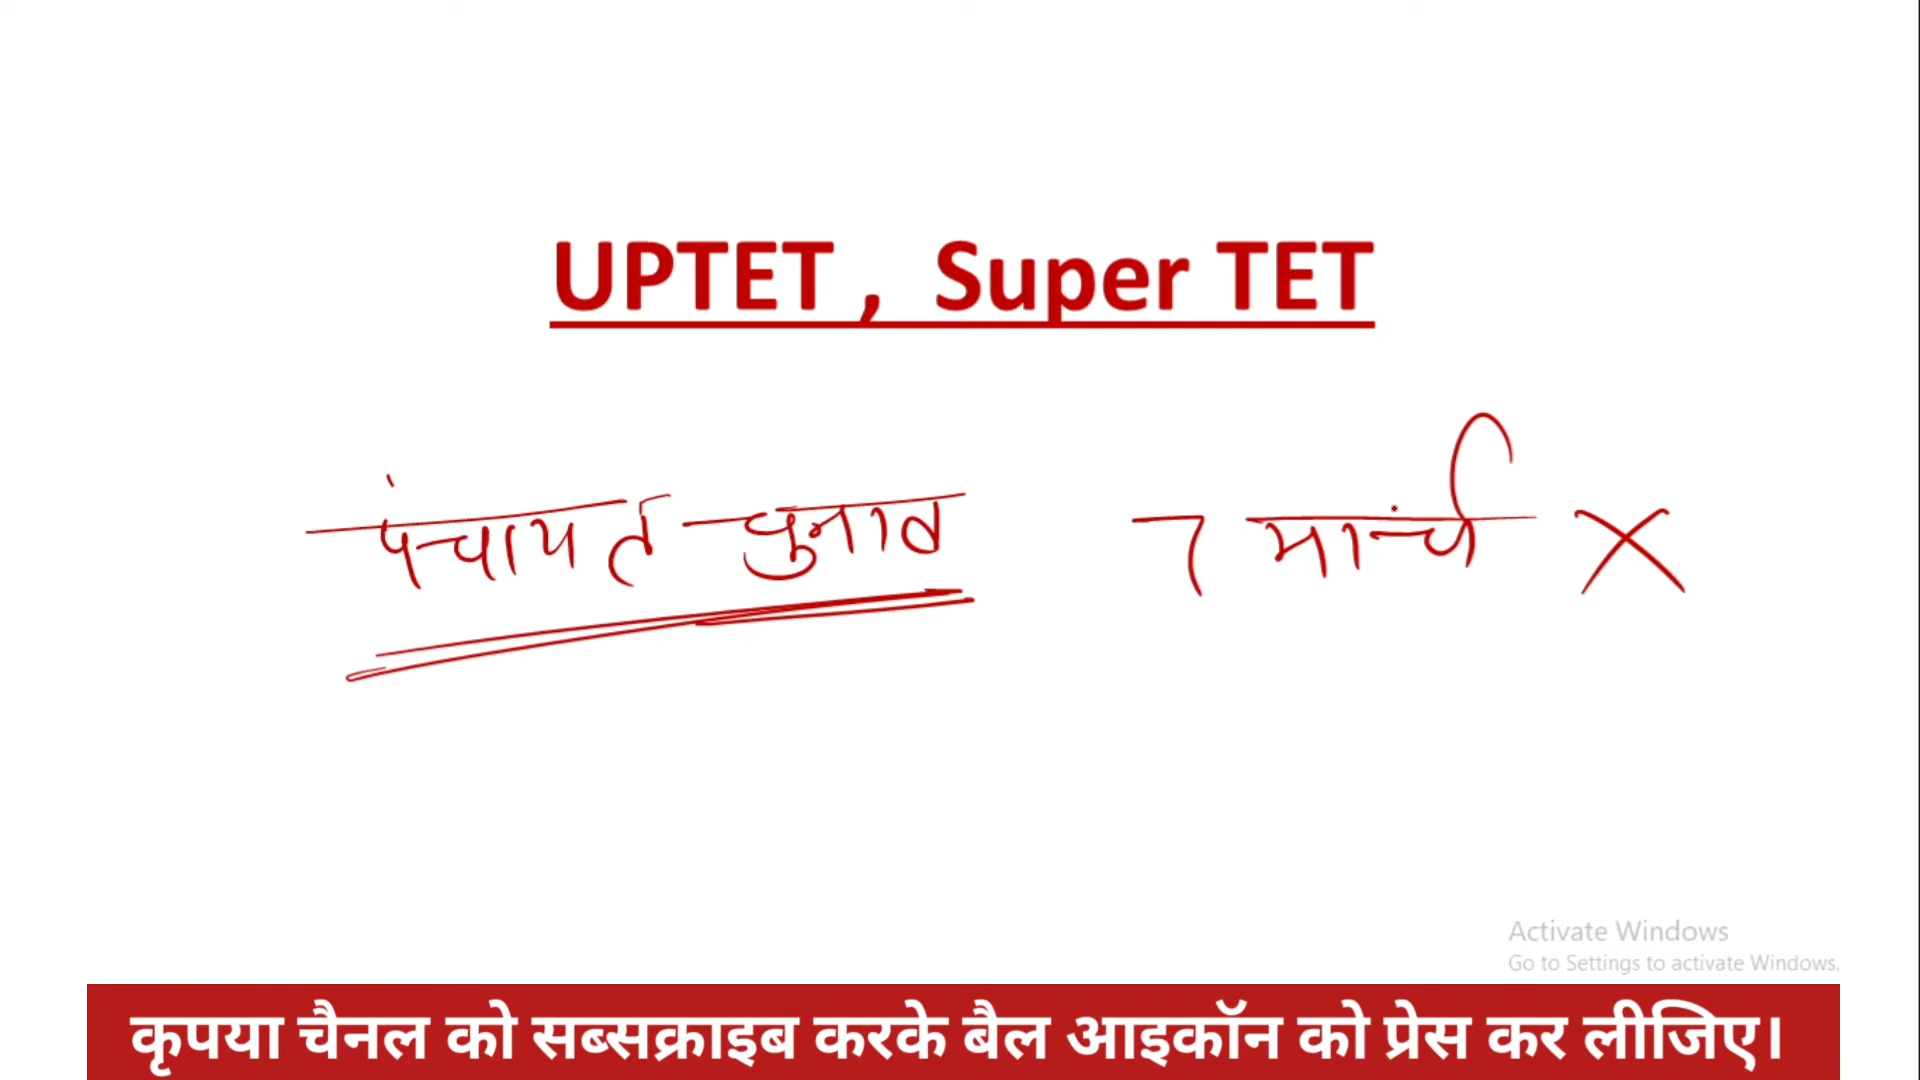 UPTET , Super TET
पंचायत चुनाव 7 मार्च X
Activate Windows
Go to Settings to activate Windows.
कृपया चैनल को सब्सक्राइब करके बैल आइकॉन को प्रेस कर लीजिए।